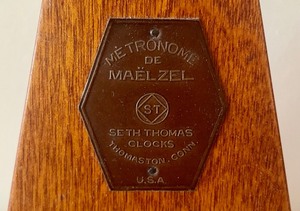 MÉTRONOME
DE
MAËLZEL
ST
SETH THOMAS
CLOCKS
THOMASTON, CONN.
U.S.A.